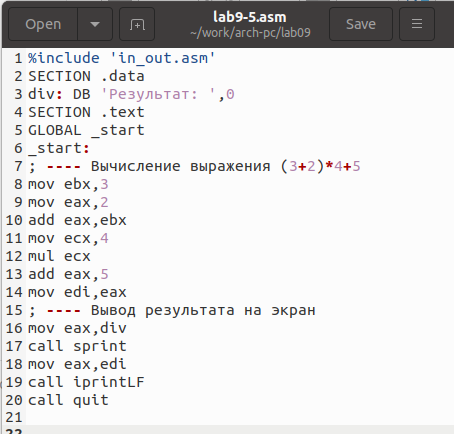 Open
lab9-5.asm
~/work/arch-pc/lab09
Save
1 %include 'in_out.asm'
2 SECTION .data
3 div: DB 'Результат: ',0
4 SECTION .text
5 GLOBAL _start
6 _start:
7 ; ---- Вычисление выражения (3+2)*4+5
8 mov ebx,3
9 mov eax,2
10 add eax,ebx
11 mov ecx,4
12 mul ecx
13 add eax,5
14 mov edi,eax
15 ; ---- Вывод результата на экран
16 mov eax,div
17 call sprint
18 mov eax,edi
19 call iprintLF
20 call quit
21
22